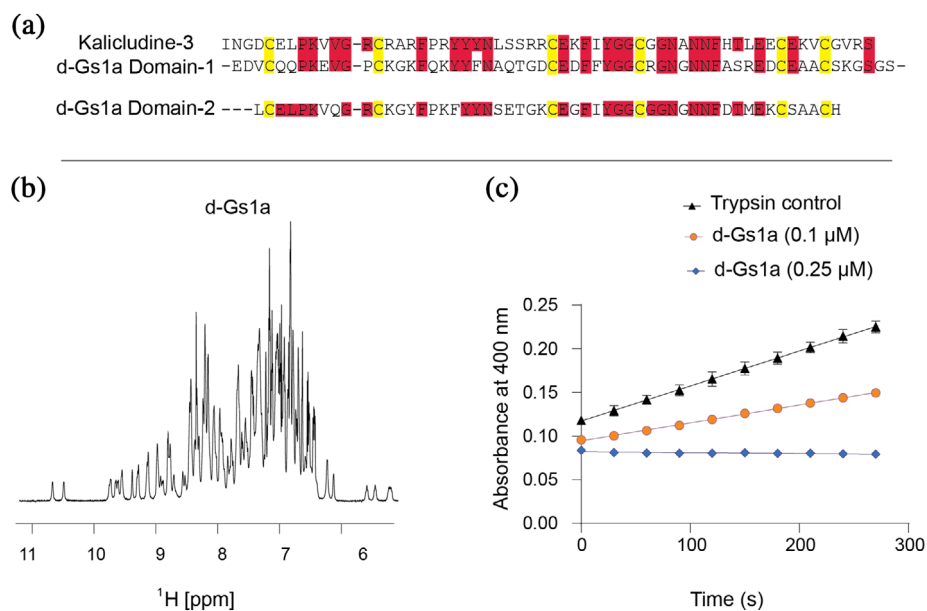 (a)
Kalicludine-3 INGDCELPKVVG-RCRARFPRYYYNLSSRRCEKFIYGGCGGNANNFHTLEECEKVCGVRS
d-Gs1a Domain-1 -EDVCQQPKEVG-PCKGKFQKYYFNAQTGDCEDFFYGGCRGNGNNFASREDCEAACSKGSGS-
d-Gs1a Domain-2 ---LCELPKVQG-RCKGYFPKFYYNSETGKCEGFIYGGCGGNGNNFDTMEKCSAACH
(b)
d-Gs1a
11 10 9 8 7 6
1H [ppm]
(c)
Trypsin control
d-Gs1a (0.1 µM)
d-Gs1a (0.25 µM)
Absorbance at 400 nm
0.25
0.20
0.15
0.10
0.05
0.00
0 100 200 300
Time (s)